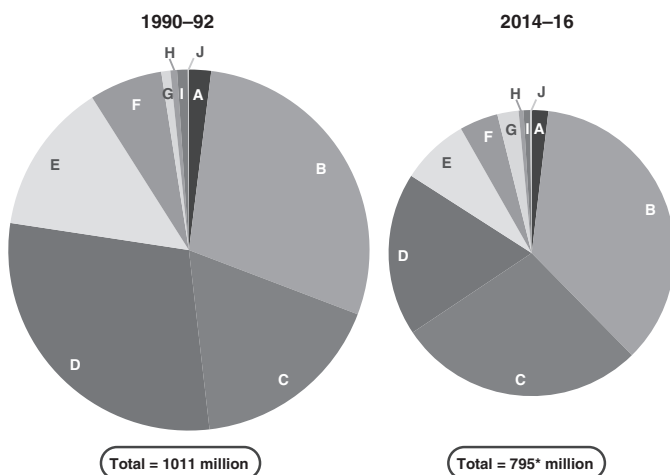 1990–92
H
J
G
I
A
F
B
E
D
C
Total = 1011 million
2014–16
H
J
G
I
A
F
E
B
D
C
Total = 795* million